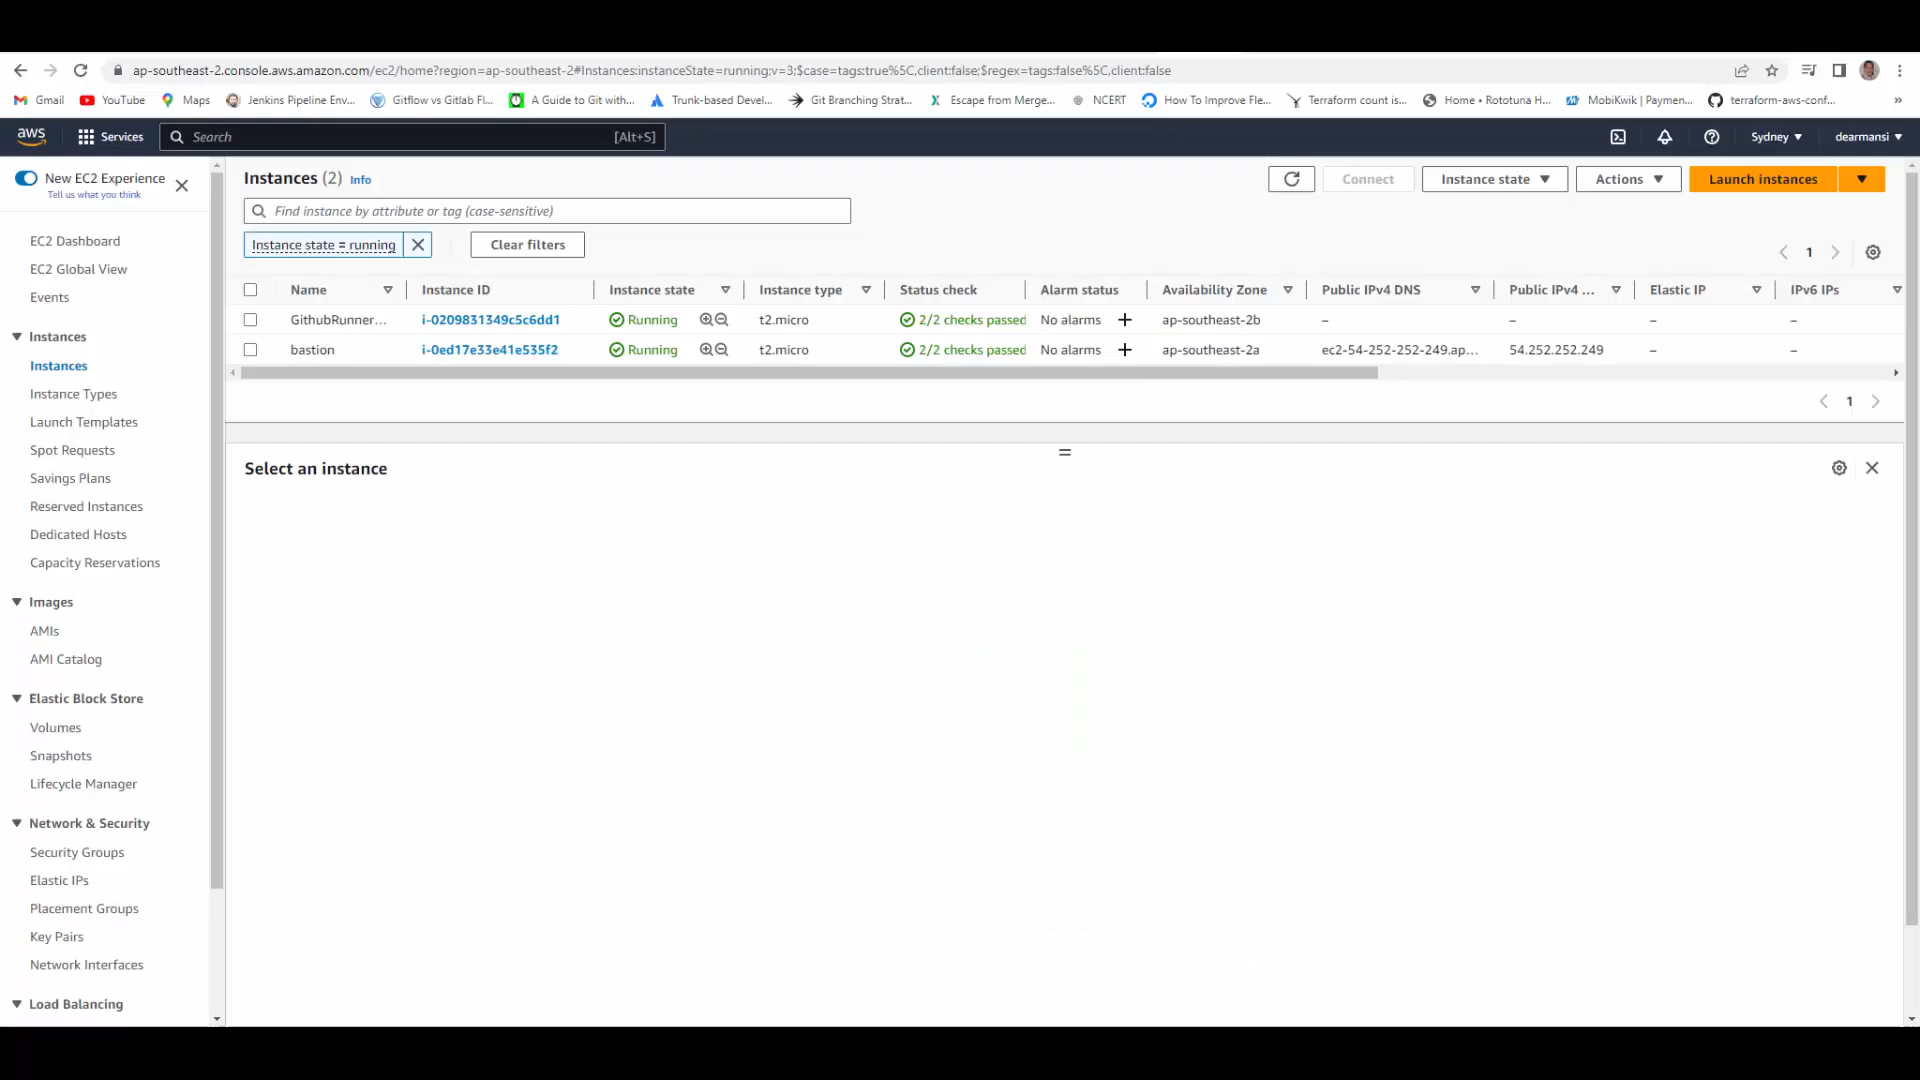 ap-southeast-2.console.aws.amazon.com/ec2/home?region=ap-southeast-2#Instances:instanceState=running;v=3;$case=tags:true%5C,client:false;$regex=tags:false%5C,client:false
Gmail YouTube Maps Jenkins Pipeline Env... Gitflow vs Gitlab Fl... A Guide to Git with... Trunk-based Devel... Git Branching Strat... Escape from Merge... NCERT How To Improve Fle... Terraform count is... Home • Rototuna H... MobiKwik | Paymen... terraform-aws-conf... »
aws Services Search [Alt+S] Sydney dearmansi
New EC2 Experience
Tell us what you think
EC2 Dashboard
EC2 Global View
Events
Instances
Instances
Instance Types
Launch Templates
Spot Requests
Savings Plans
Reserved Instances
Dedicated Hosts
Capacity Reservations
Images
AMIs
AMI Catalog
Elastic Block Store
Volumes
Snapshots
Lifecycle Manager
Network & Security
Security Groups
Elastic IPs
Placement Groups
Key Pairs
Network Interfaces
Load Balancing
Instances (2) Info Connect Instance state Actions Launch instances
Find instance by attribute or tag (case-sensitive)
Instance state = running Clear filters
1
Name Instance ID Instance state Instance type Status check Alarm status Availability Zone Public IPv4 DNS Public IPv4 ... Elastic IP IPv6 IPs
GithubRunner... i-0209831349c5c6dd1 Running t2.micro 2/2 checks passed No alarms + ap-southeast-2b – – – –
bastion i-0ed17e33e41e535f2 Running t2.micro 2/2 checks passed No alarms + ap-southeast-2a ec2-54-252-252-249.ap... 54.252.252.249 – –
1
Select an instance